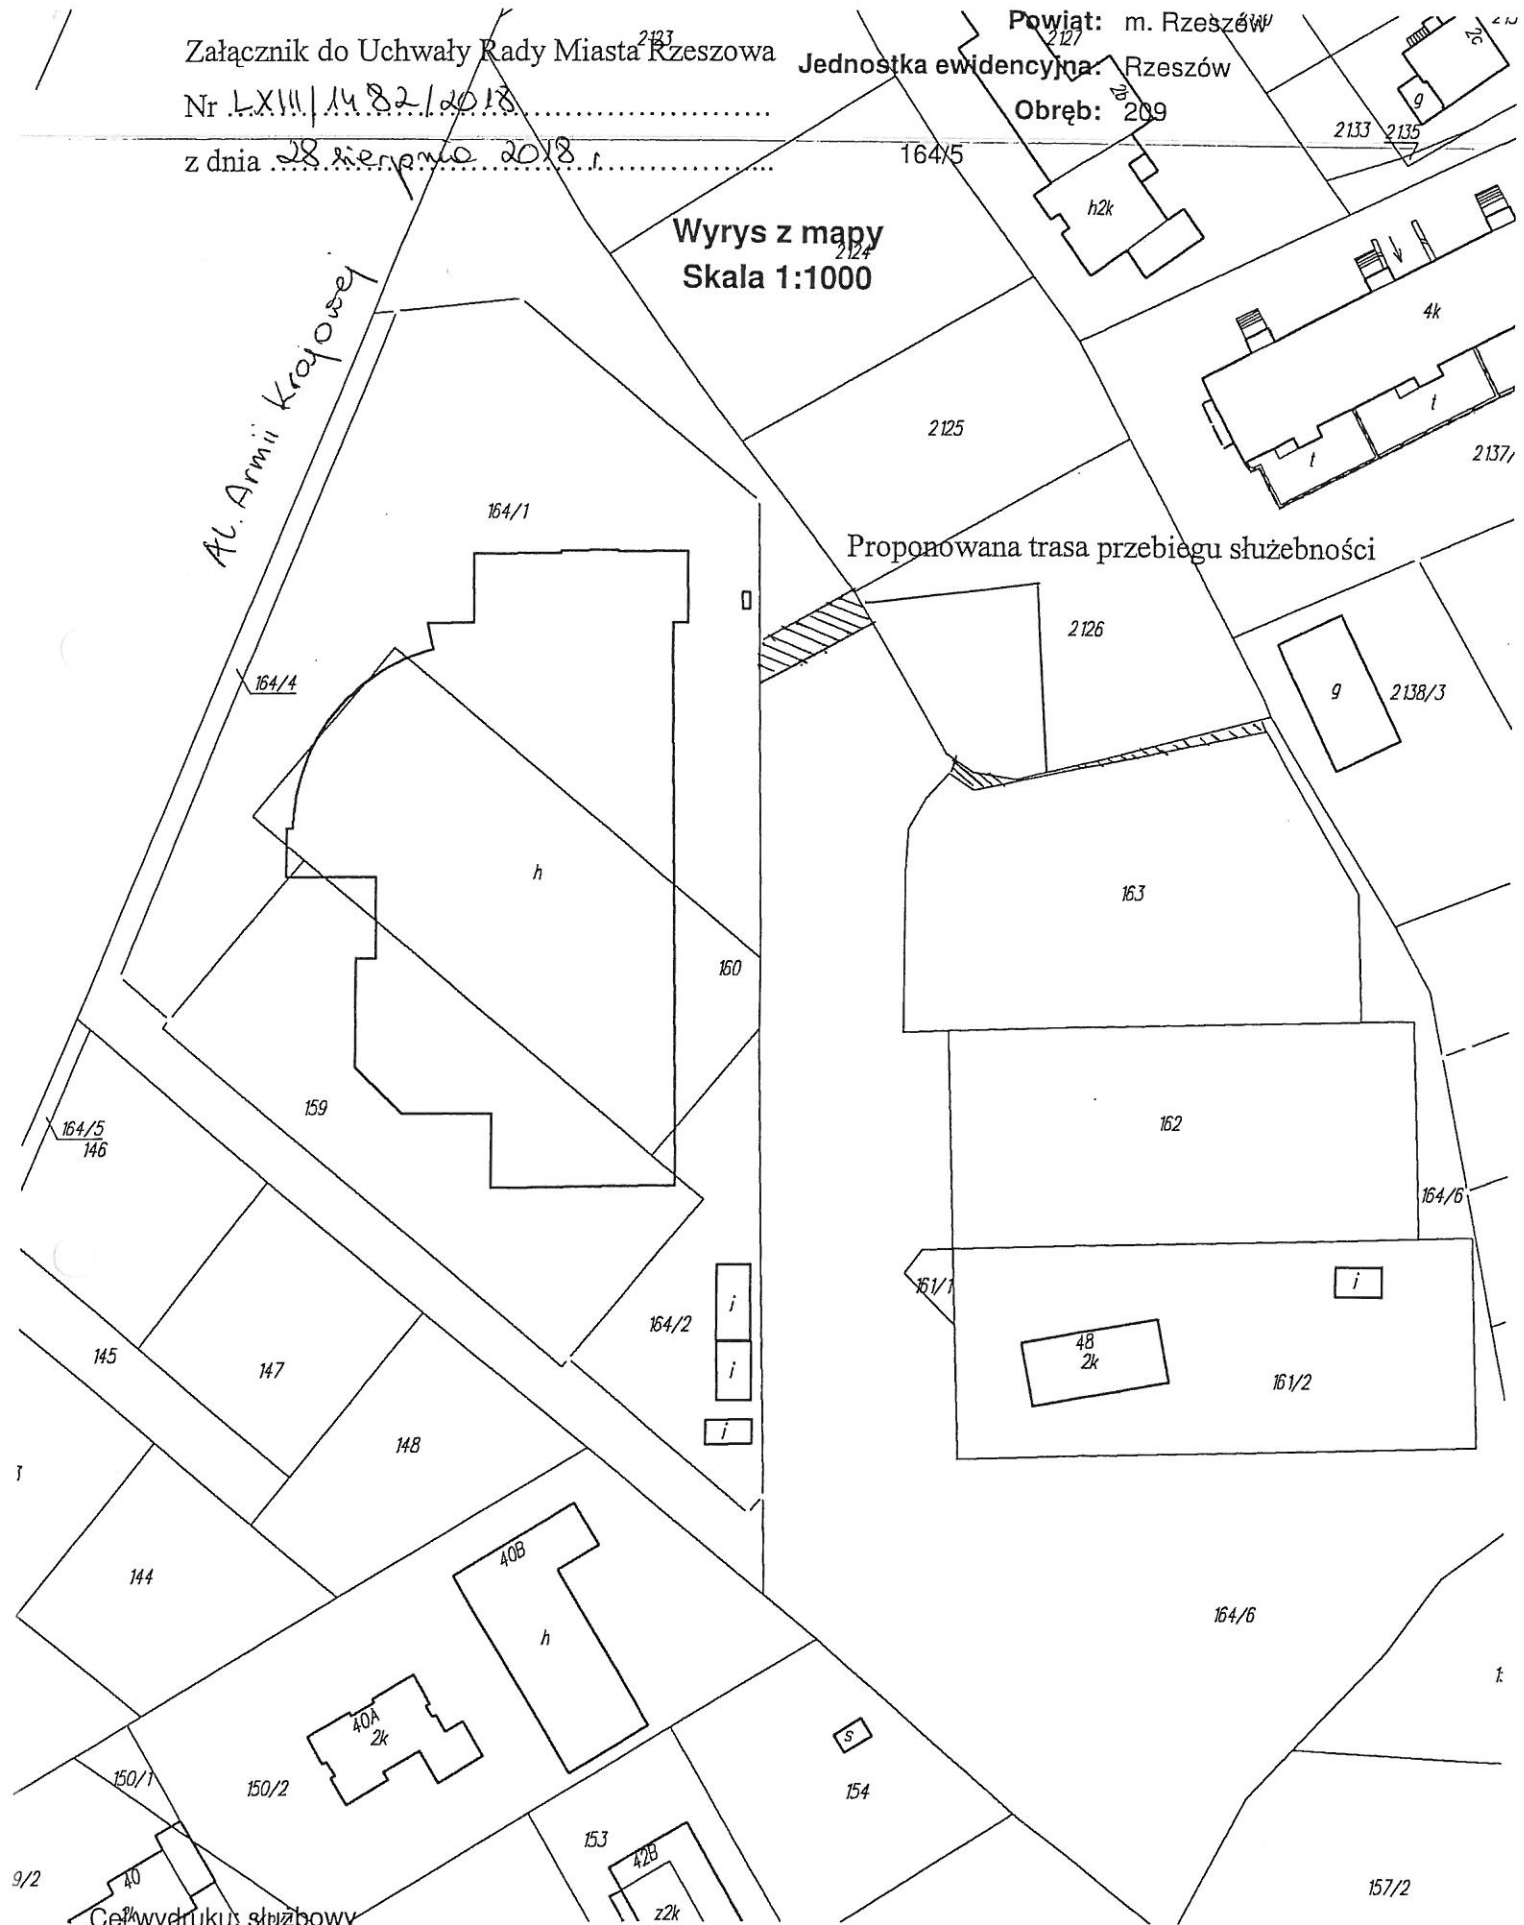 Załącznik do Uchwały Rady Miasta Rzeszowa
Nr LXIII/1482/2018
z dnia 28 sierpnia 2018 r.
Powiat: m. Rzeszów
Jednostka ewidencyjna: Rzeszów
Obręb: 209
Wyrys z mapy
Skala 1:1000
2123
2127
2b
2c
g
2133
2135
164/5
h2k
2124
4k
Al. Armii Krajowej
2125
t
t
2137/
164/1
Proponowana trasa przebiegu służebności
2126
164/4
g
2138/3
h
163
160
159
162
164/5
146
164/6
161/1
i
164/2
i
48
2k
145
i
147
161/2
148
i
40B
144
164/6
h
40A
2k
s
150/1
150/2
154
153
42B
9/2
40
157/2
z2k
Cel wydruku: służbowy